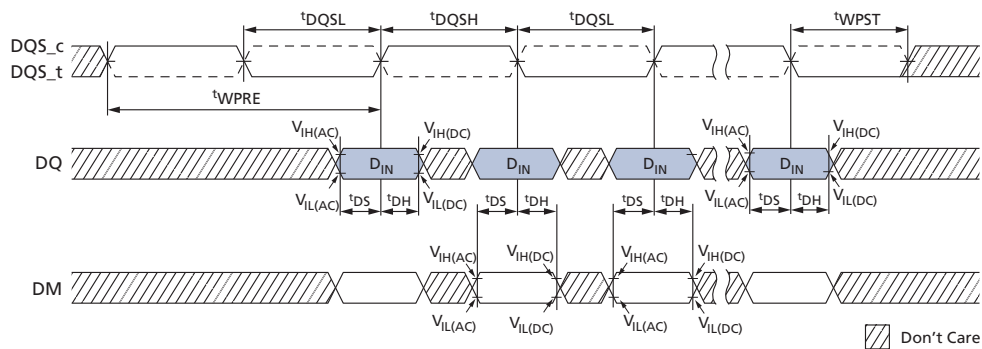 tDQSL tDQSH tDQSL tWPST
DQS_c
DQS_t
tWPRE
VIH(AC) VIH(DC) VIH(AC) VIH(DC)
DQ DIN DIN DIN DIN
VIL(AC) tDS tDH VIL(DC) tDS tDH tDS tDH VIL(AC) tDS tDH VIL(DC)
VIH(AC) VIH(DC) VIH(AC) VIH(DC)
DM
VIL(AC) VIL(DC) VIL(AC) VIL(DC)
Don't Care